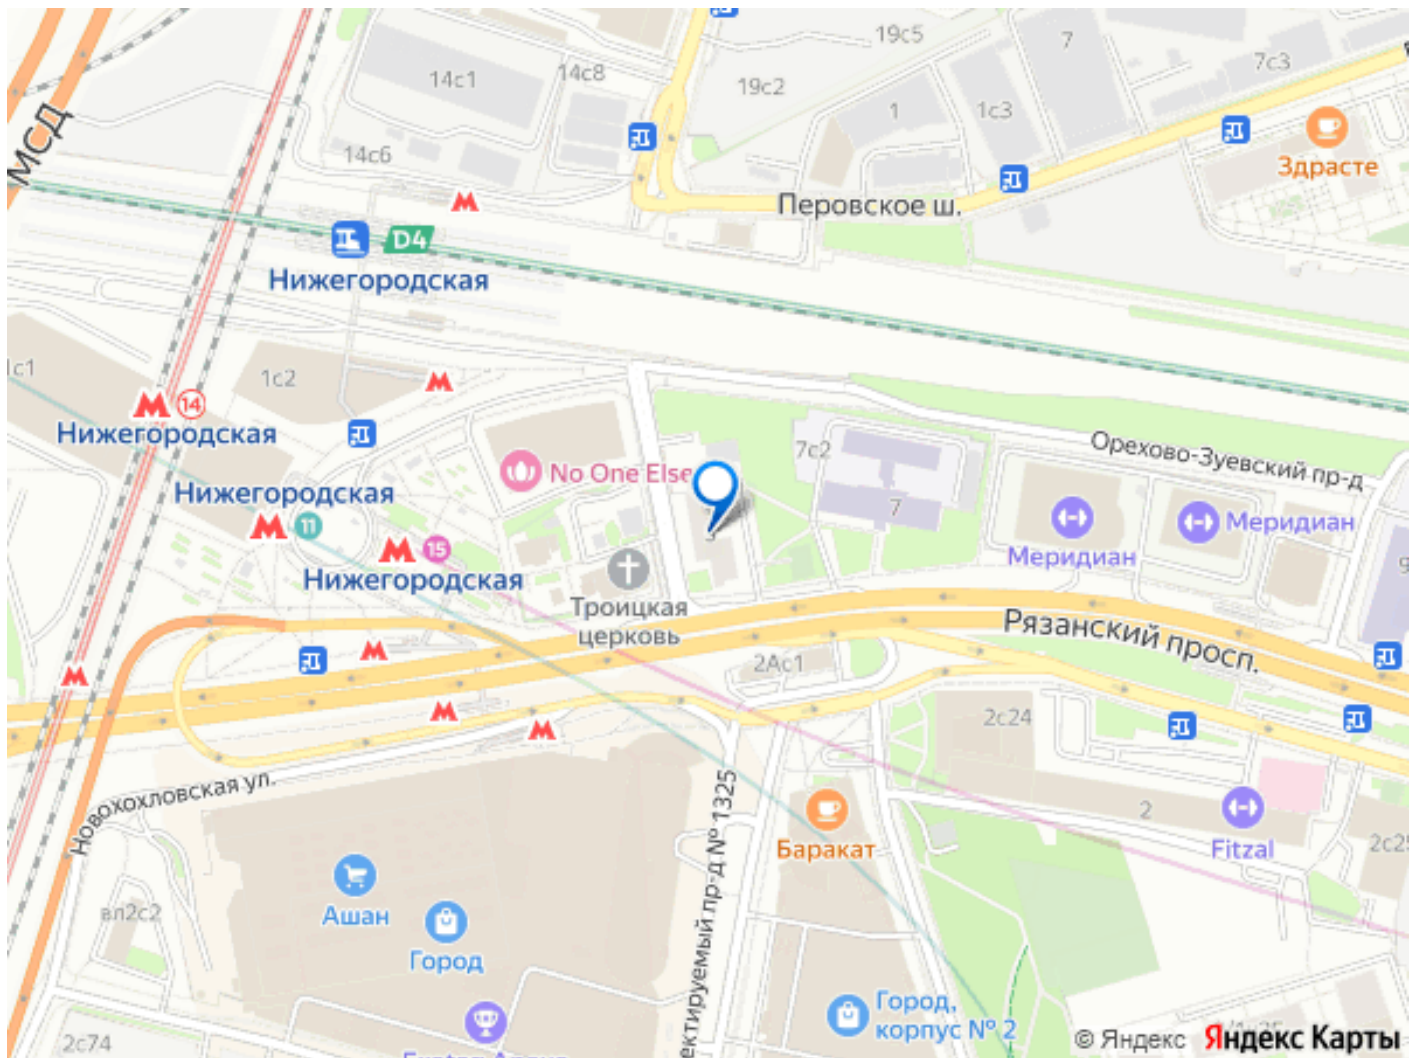 19с5
7
14с1
14с8
19с2
7с3
1
1с3
Здрасте
МСД
14с6
Перовское ш.
D4
Нижегородская
1с1
1с2
14
Нижегородская
Орехово-Зуевский пр-д
7с2
No One Else
Нижегородская
11
7
Меридиан
Меридиан
15
Нижегородская
Троицкая
церковь
Рязанский просп.
2Ас1
2с24
Новохохловская ул.
2
Fitzal
2с25
Баракат
ектируемый пр-д № 1325
Ашан
вл2с2
Город
Город,
корпус № 2
2с74
© Яндекс Яндекс Карты